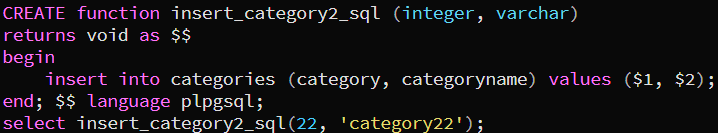 CREATE function insert_category2_sql (integer, varchar)
returns void as $$
begin
    insert into categories (category, categoryname) values ($1, $2);
end; $$ language plpgsql;
select insert_category2_sql(22, 'category22');